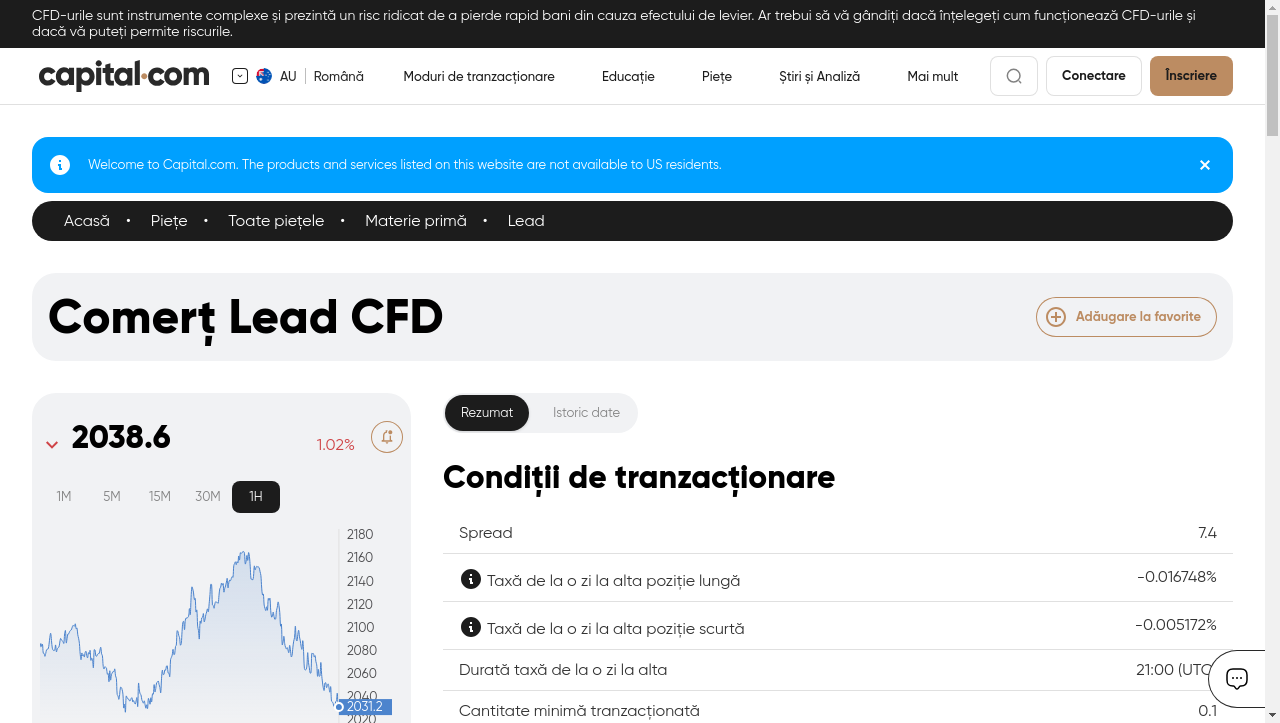 CFD-urile sunt instrumente complexe și prezintă un risc ridicat de a pierde rapid bani din cauza efectului de levier. Ar trebui să vă gândiți dacă înțelegeți cum funcționează CFD-urile și
dacă vă puteți permite riscurile.
capital.com
AU
Română
Moduri de tranzacționare
Educație
Piețe
Știri și Analiză
Mai mult
Conectare
Înscriere
Welcome to Capital.com. The products and services listed on this website are not available to US residents.
Acasă • Piețe • Toate piețele • Materie primă • Lead
Comerț Lead CFD
Adăugare la favorite
2038.6
1.02%
1M 5M 15M 30M 1H
2180
2160
2140
2120
2100
2080
2060
2040
2031.2
2020
Rezumat
Istoric date
Condiții de tranzacționare
Spread 7.4
Taxă de la o zi la alta poziție lungă -0.016748%
Taxă de la o zi la alta poziție scurtă -0.005172%
Durată taxă de la o zi la alta 21:00 (UTC)
Cantitate minimă tranzacționată 0.1